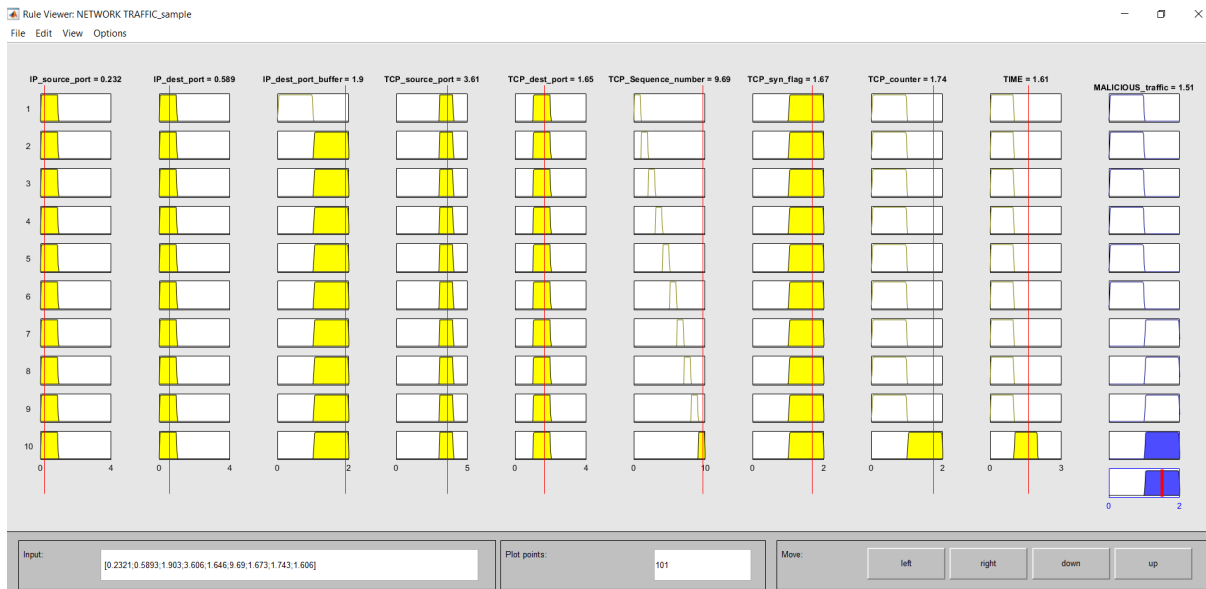 Rule Viewer: NETWORK TRAFFIC_sample
File Edit View Options
IP_source_port = 0.232 IP_dest_port = 0.589 IP_dest_port_buffer = 1.9 TCP_source_port = 3.61 TCP_dest_port = 1.65 TCP_Sequence_number = 9.69 TCP_syn_flag = 1.67 TCP_counter = 1.74 TIME = 1.61
MALICIOUS_traffic = 1.51
1
2
3
4
5
6
7
8
9
10
0 4 0 4 0 2 0 5 0 4 0 10 0 2 0 2 0 3
0 2
Input: Plot points: Move:
[0.2321;0.5893;1.903;3.606;1.646;9.69;1.673;1.743;1.606] 101 left right down up